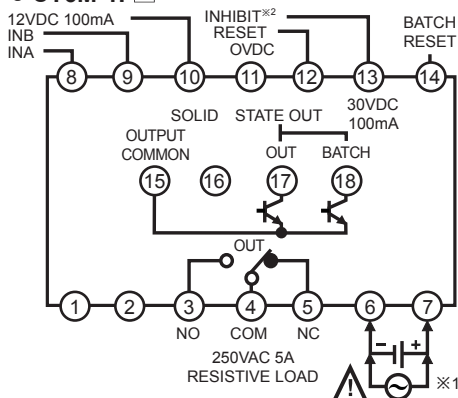 12VDC 100mA
INB
INA
INHIBIT※2
RESET
OVDC
BATCH
RESET
8 9 10 11 12 13 14
30VDC
100mA
SOLID STATE OUT
OUTPUT
COMMON
OUT BATCH
15 16 17 18
OUT
1 2 3 4 5 6 7
NO COM NC
250VAC 5A
RESISTIVE LOAD
- +
※1